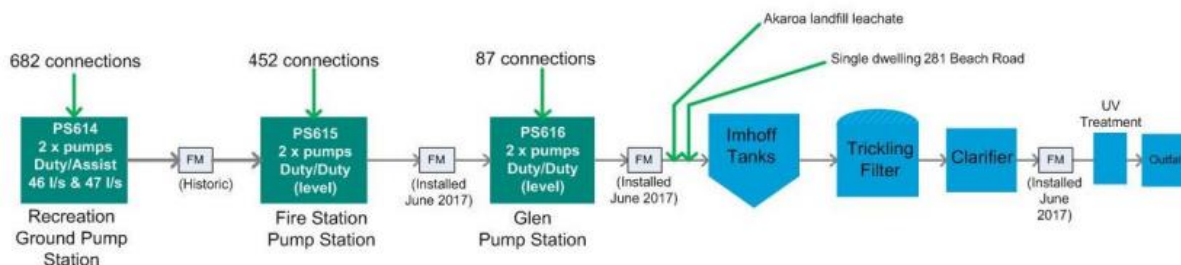 Akaroa landfill leachate
682 connections
452 connections
87 connections
Single dwelling 281 Beach Road
PS614
2 x pumps
Duty/Assist
46 l/s & 47 l/s
FM
(Historic)
PS615
2 x pumps
Duty/Duty
(level)
FM
(Installed
June 2017)
PS616
2 x pumps
Duty/Duty
(level)
FM
(Installed
June 2017)
Imhoff
Tanks
Trickling
Filter
Clarifier
FM
(Installed
June
2017)
UV
Treatment
Outfall
Recreation
Ground Pump
Station
Fire Station
Pump Station
Glen
Pump Station